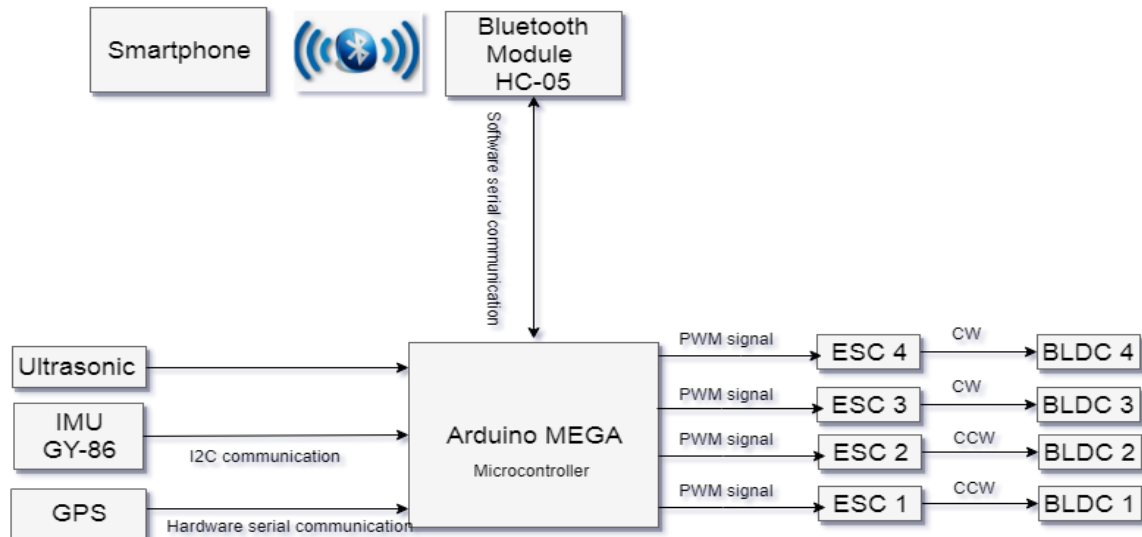 Smartphone
Bluetooth
Module
HC-05
Software serial communication
Ultrasonic
IMU
GY-86
I2C communication
GPS
Hardware serial communication
Arduino MEGA
Microcontroller
PWM signal
ESC 4
CW
BLDC 4
PWM signal
ESC 3
CW
BLDC 3
PWM signal
ESC 2
CCW
BLDC 2
PWM signal
ESC 1
CCW
BLDC 1